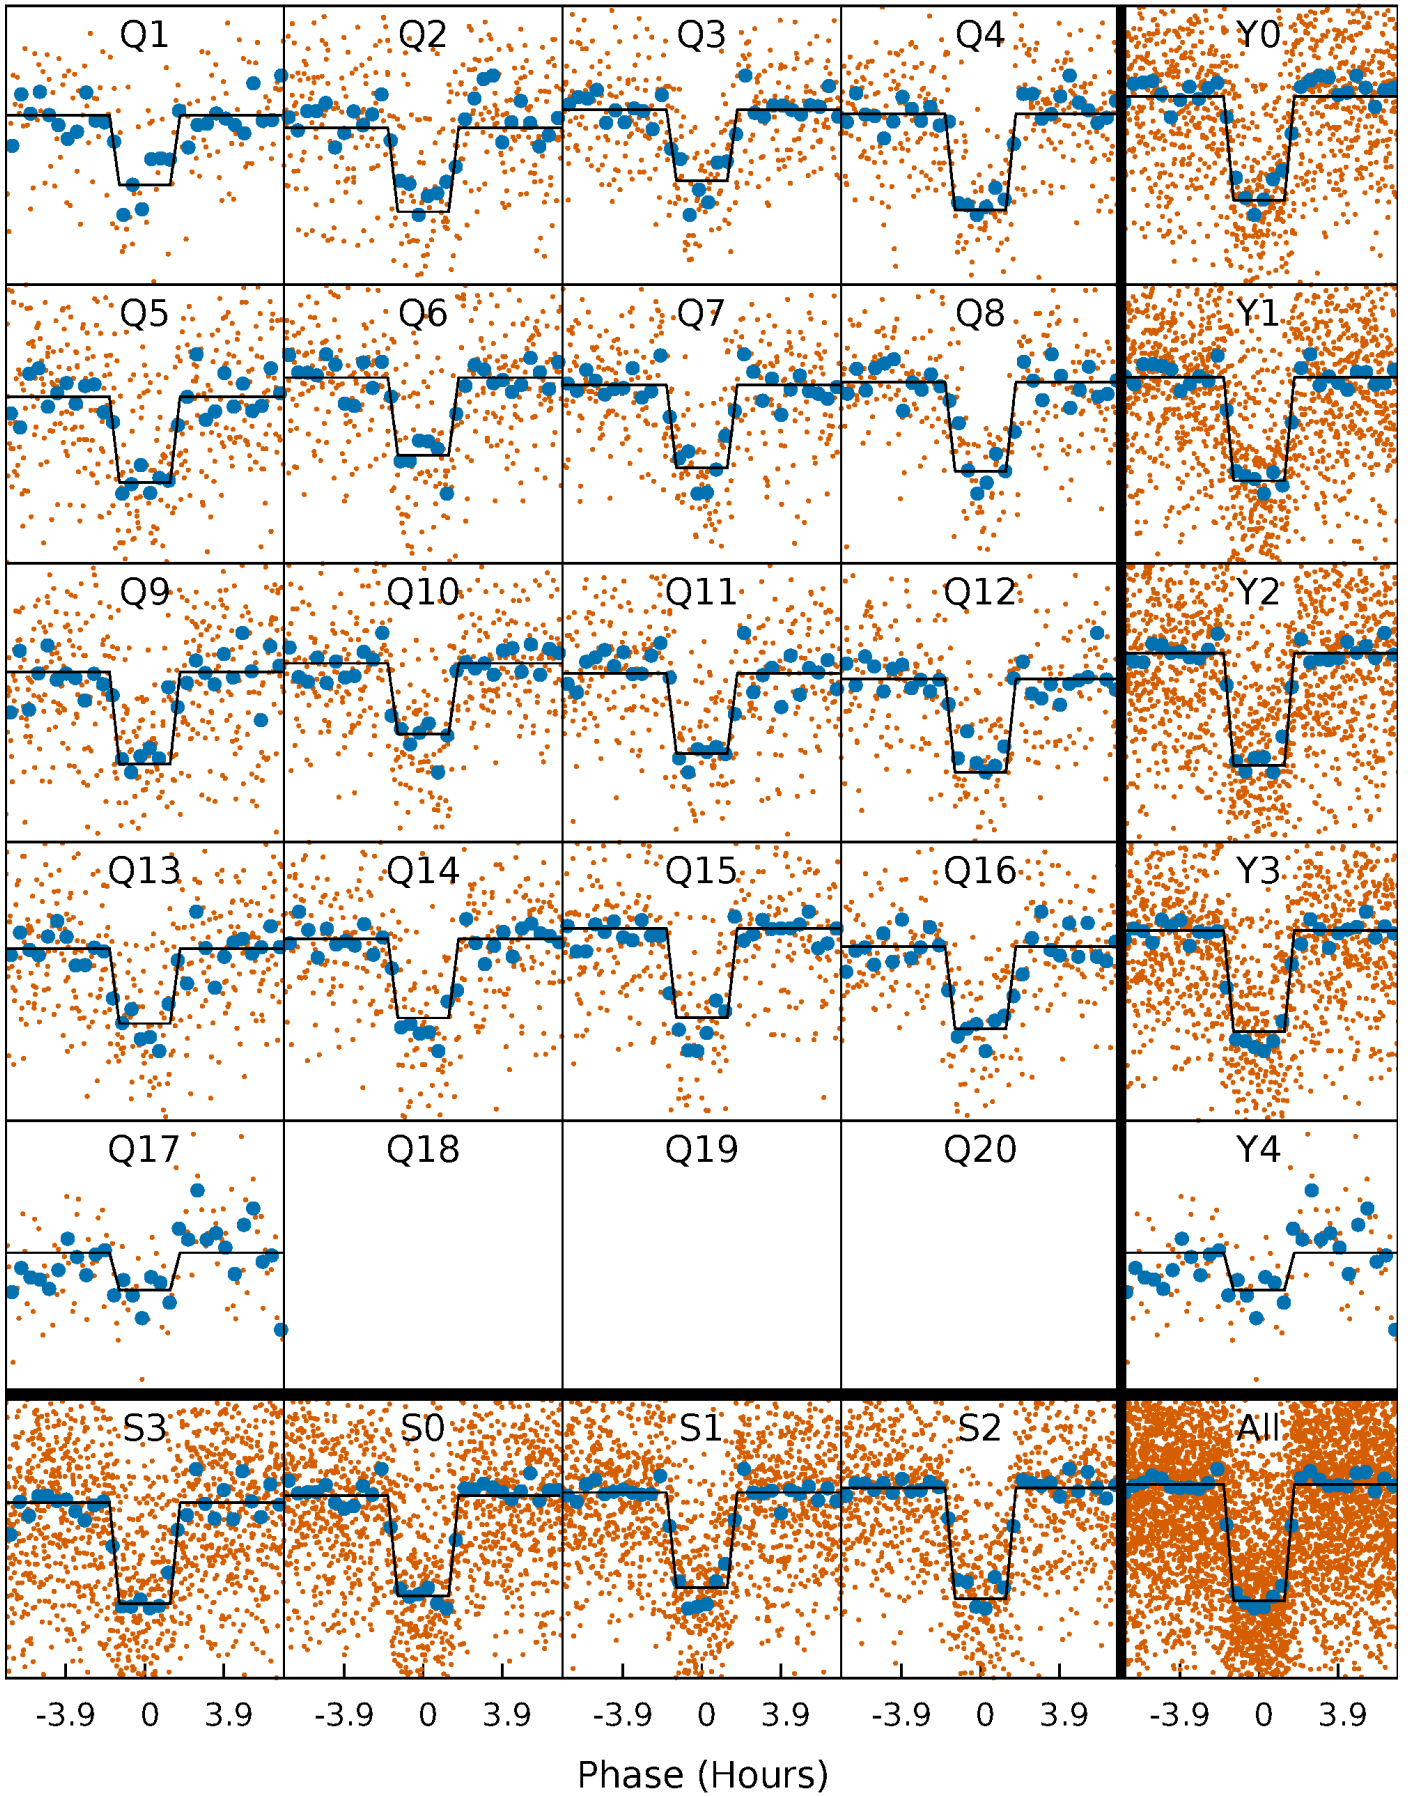 Q1 Q2 Q3 Q4 Y0
Q5 Q6 Q7 Q8 Y1
Q9 Q10 Q11 Q12 Y2
Q13 Q14 Q15 Q16 Y3
Q17 Q18 Q19 Q20 Y4
S3 S0 S1 S2 All
-3.9 0 3.9 -3.9 0 3.9 -3.9 0 3.9 -3.9 0 3.9 -3.9 0 3.9
Phase (Hours)